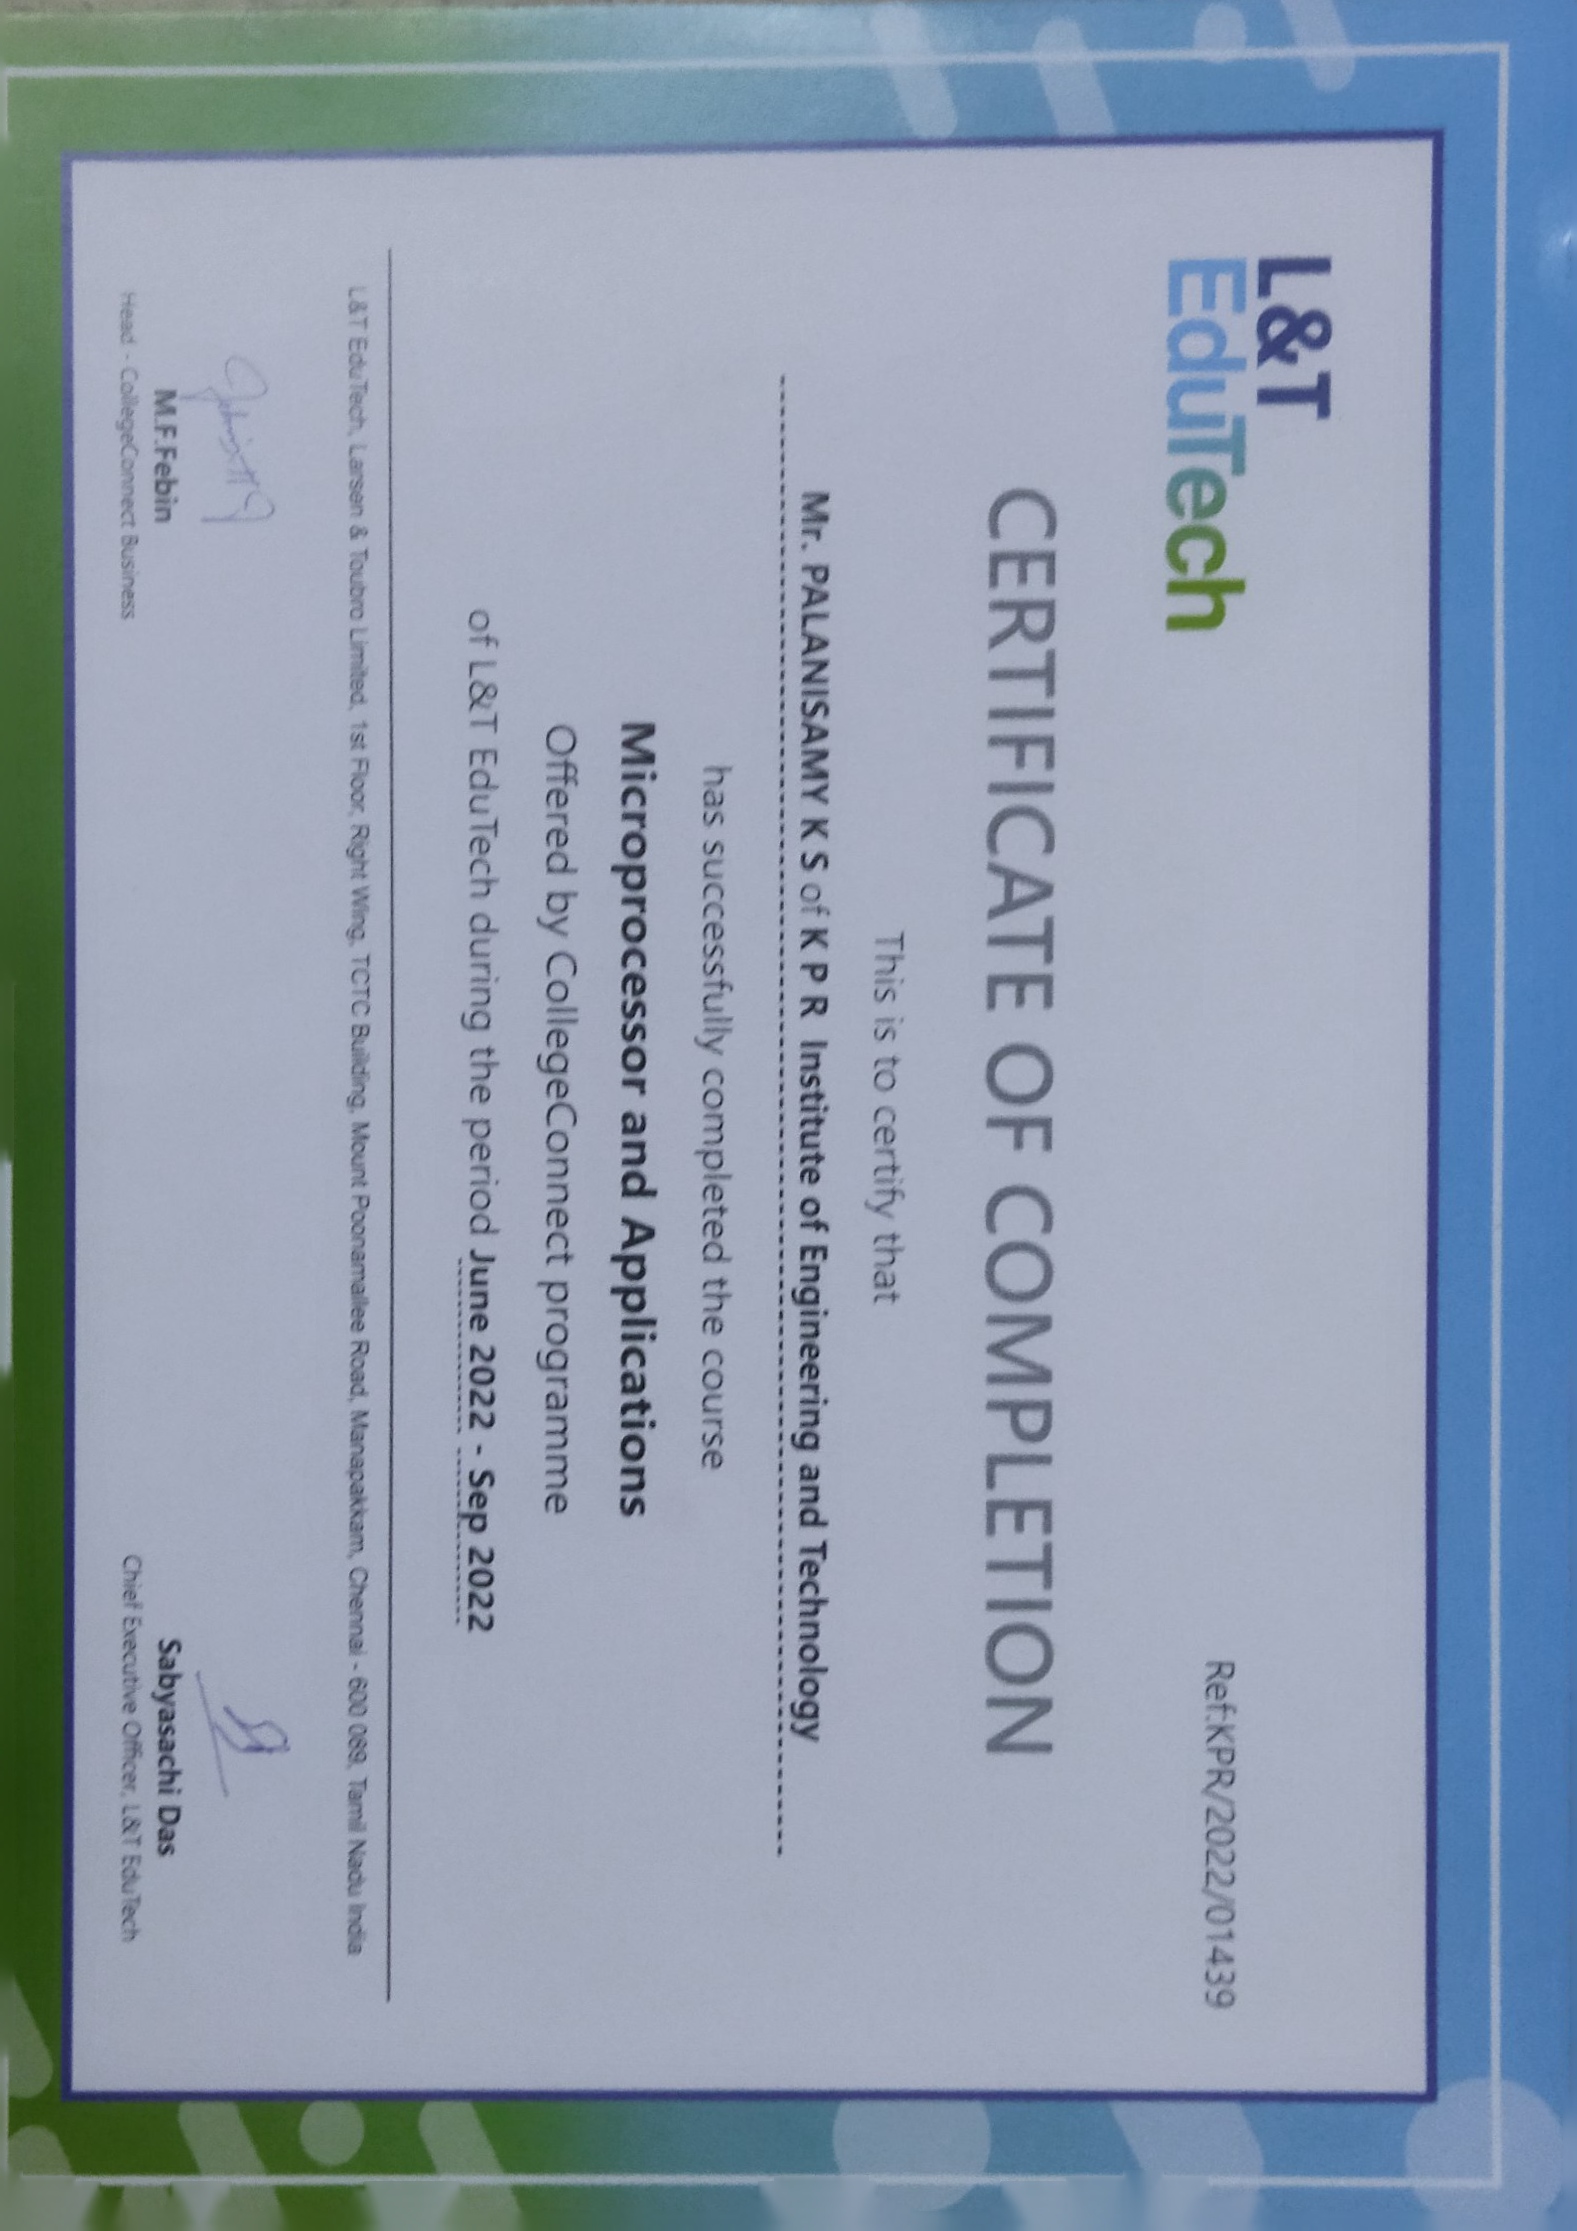 L&T
EduTech
Ref:KPR/2022/01439
CERTIFICATE OF COMPLETION
This is to certify that
Mr. PALANISAMY K S of K P R Institute of Engineering and Technology
has successfully completed the course
Microprocessor and Applications
Offered by CollegeConnect programme
of L&T EduTech during the period June 2022 - Sep 2022
L&T EduTech, Larsen & Toubro Limited, 1st Floor, Right Wing, TCTC Building, Mount Poonamallee Road, Manapakkam, Chennai - 600 089, Tamil Nadu India
M.F.Febin
Head - CollegeConnect Business
Sabyasachi Das
Chief Executive Officer, L&T EduTech